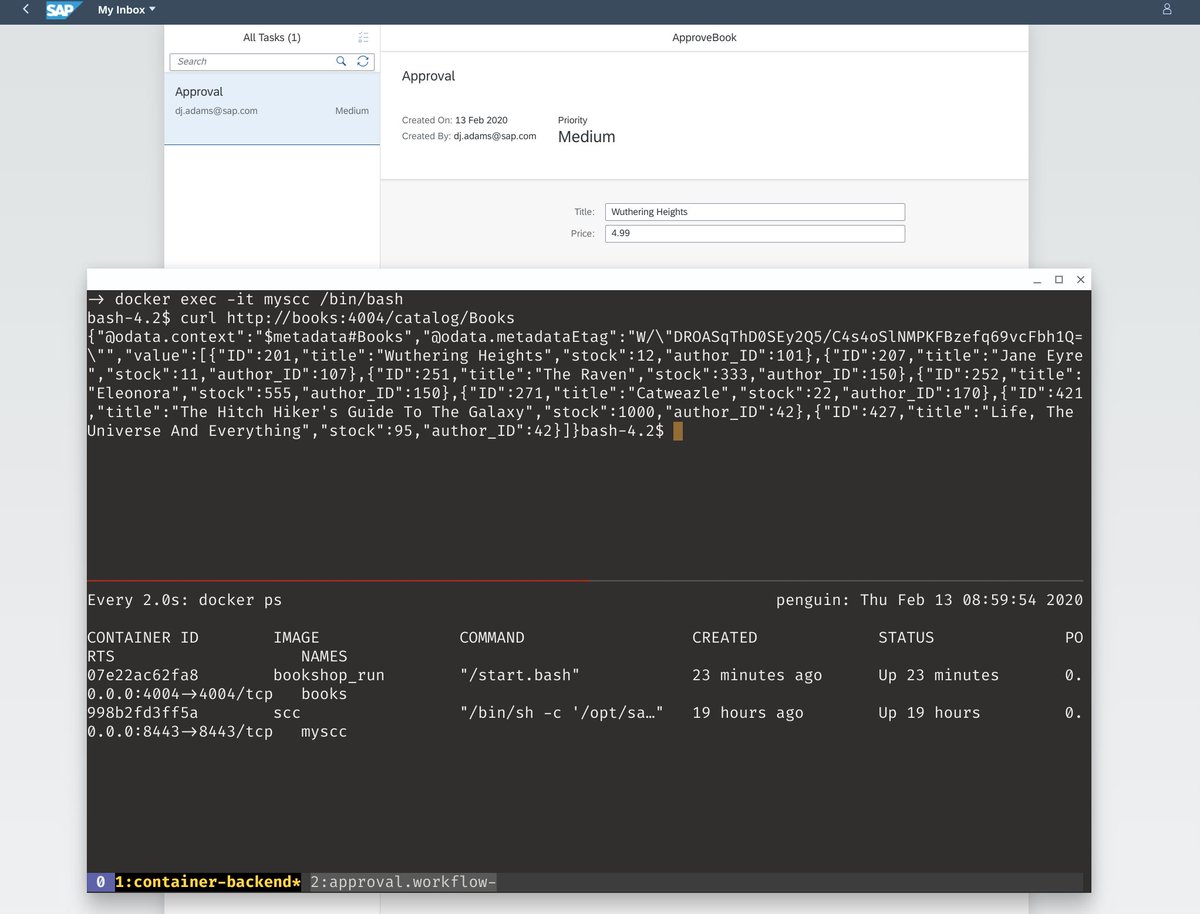 SAP My Inbox
All Tasks (1)
ApproveBook
Search
Approval
dj.adams@sap.com Medium
Approval
Created On: 13 Feb 2020 Priority
Created By: dj.adams@sap.com Medium
Title: Wuthering Heights
Price: 4.99
→ docker exec -it myscc /bin/bash
bash-4.2$ curl http://books:4004/catalog/Books
{"@odata.context":"$metadata#Books","@odata.metadataEtag":"W/\"DROASqThD0SEy2Q5/C4s4oSlNMPKFBzefq69vcFbh1Q=
\"","value":[{"ID":201,"title":"Wuthering Heights","stock":12,"author_ID":101},{"ID":207,"title":"Jane Eyre
","stock":11,"author_ID":107},{"ID":251,"title":"The Raven","stock":333,"author_ID":150},{"ID":252,"title":
"Eleonora","stock":555,"author_ID":150},{"ID":271,"title":"Catweazle","stock":22,"author_ID":170},{"ID":421
,"title":"The Hitch Hiker's Guide To The Galaxy","stock":1000,"author_ID":42},{"ID":427,"title":"Life, The
Universe And Everything","stock":95,"author_ID":42}]}bash-4.2$
Every 2.0s: docker ps penguin: Thu Feb 13 08:59:54 2020
CONTAINER ID IMAGE COMMAND CREATED STATUS PO
RTS NAMES
07e22ac62fa8 bookshop_run "/start.bash" 23 minutes ago Up 23 minutes 0.
0.0.0:4004→4004/tcp books
998b2fd3ff5a scc "/bin/sh -c '/opt/sa…" 19 hours ago Up 19 hours 0.
0.0.0:8443→8443/tcp myscc
0 1:container-backend* 2:approval.workflow-